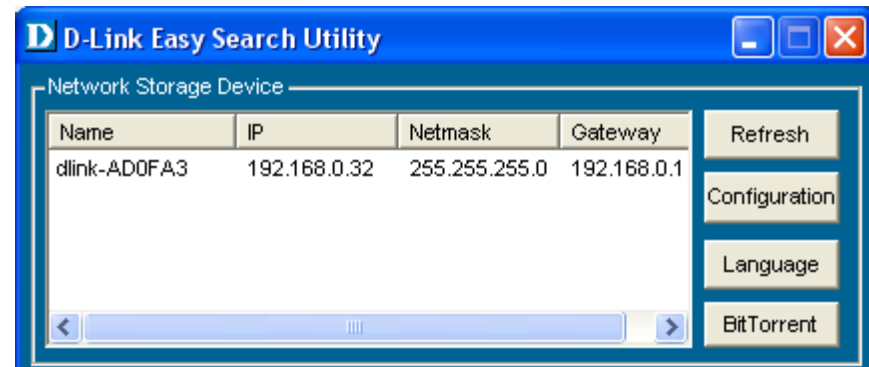 D D-Link Easy Search Utility
Network Storage Device
Name IP Netmask Gateway
dlink-AD0FA3 192.168.0.32 255.255.255.0 192.168.0.1
Refresh
Configuration
Language
BitTorrent